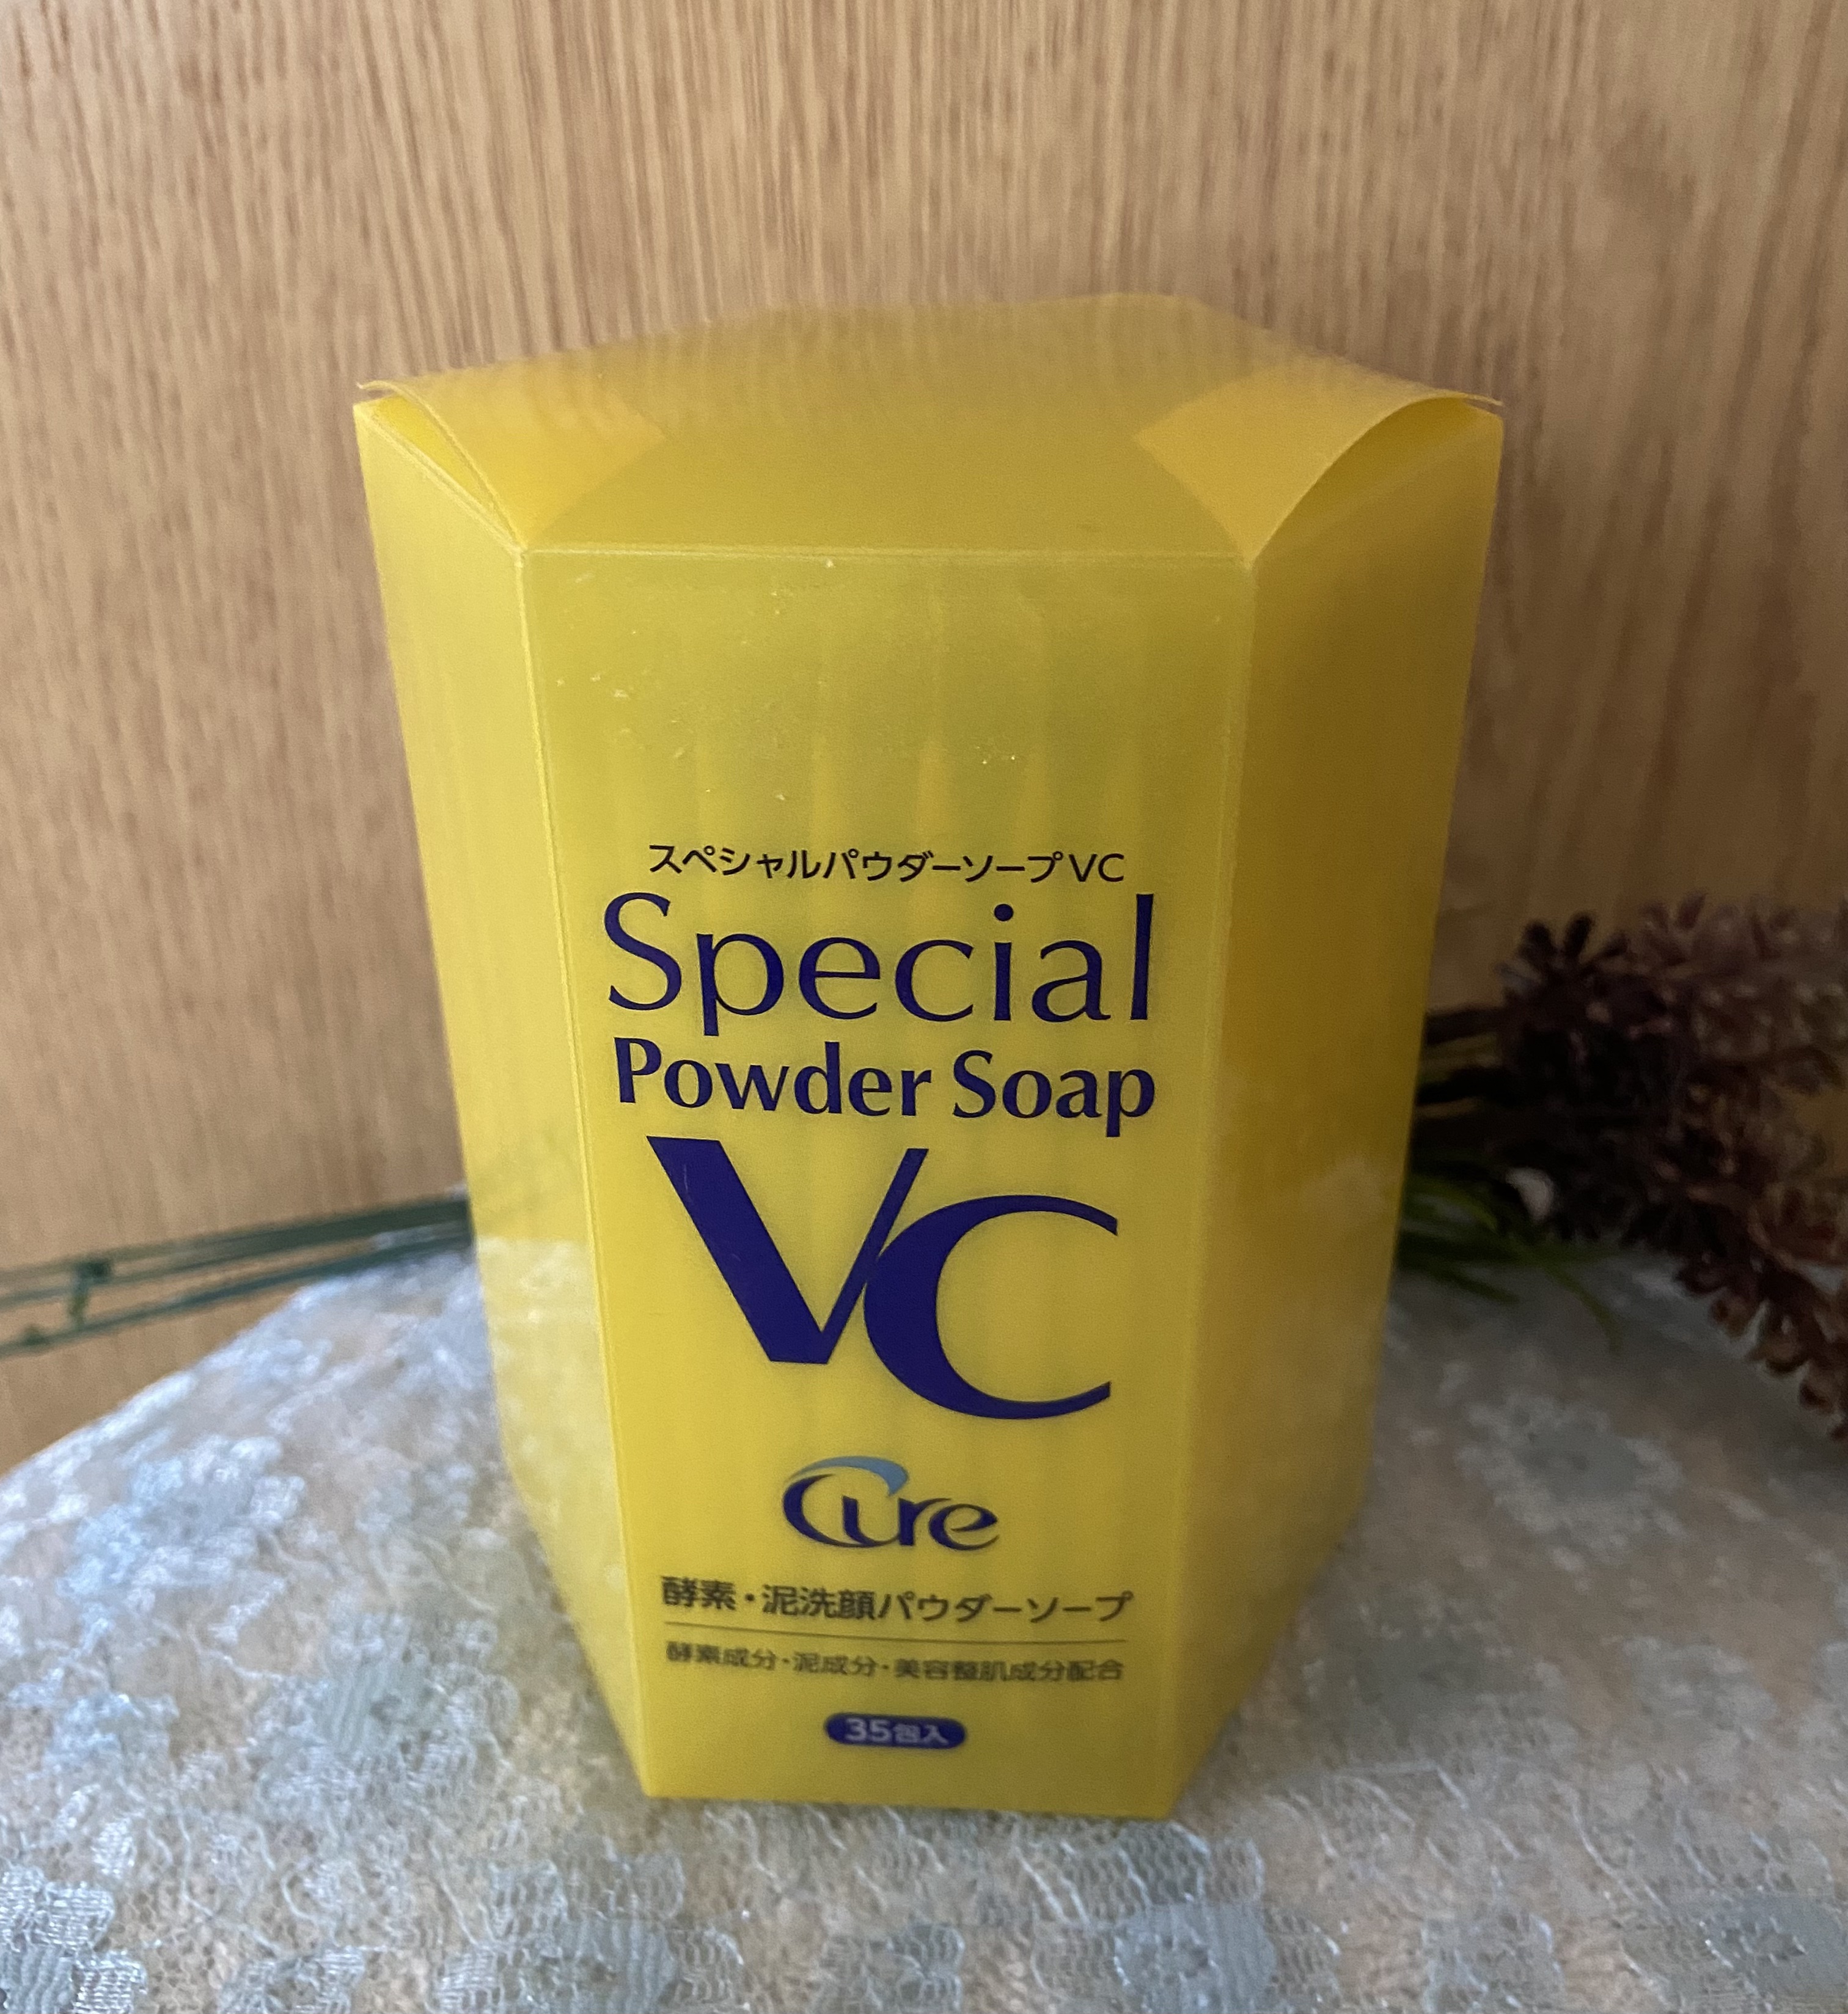 スペシャルパウダーソープVC
Special
Powder Soap
VC
Cure
酵素・泥洗顔パウダーソープ
酵素成分・泥成分・美容整肌成分配合
35包入